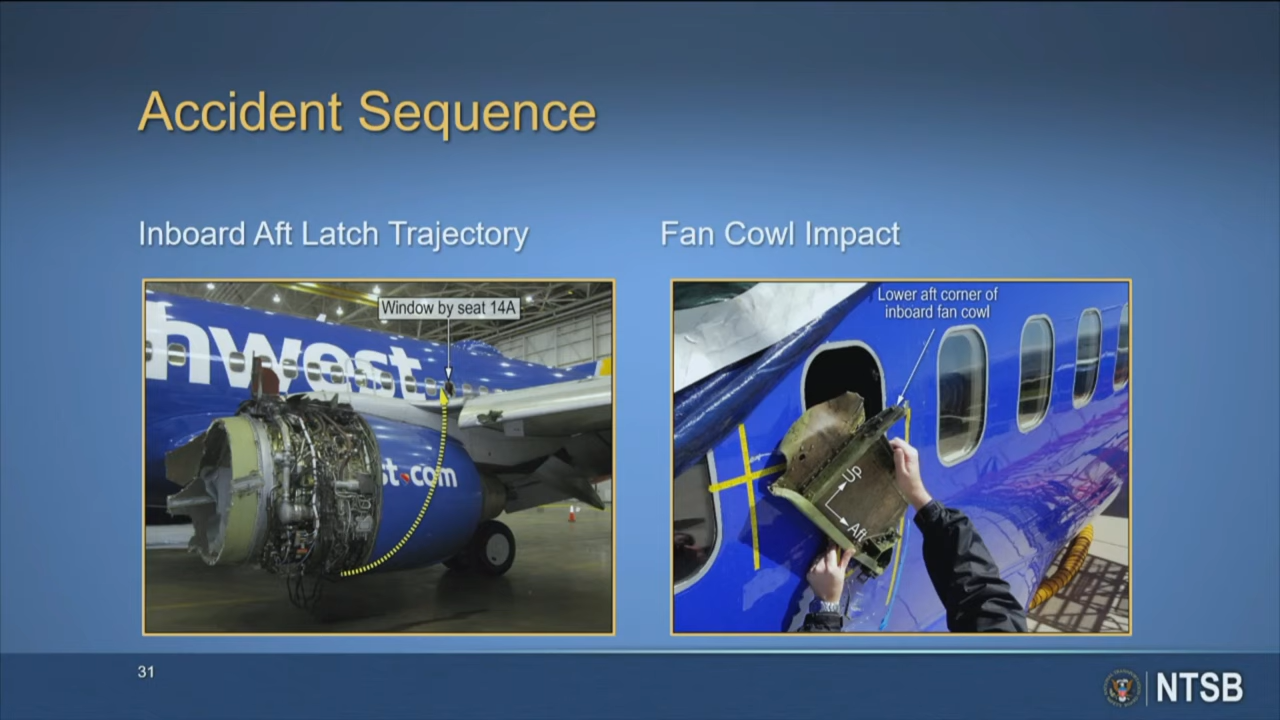 Accident Sequence
Inboard Aft Latch Trajectory
Fan Cowl Impact
Window by seat 14A
hwest
st.com
Lower aft corner of
inboard fan cowl
Up
Aft
31
NTSB